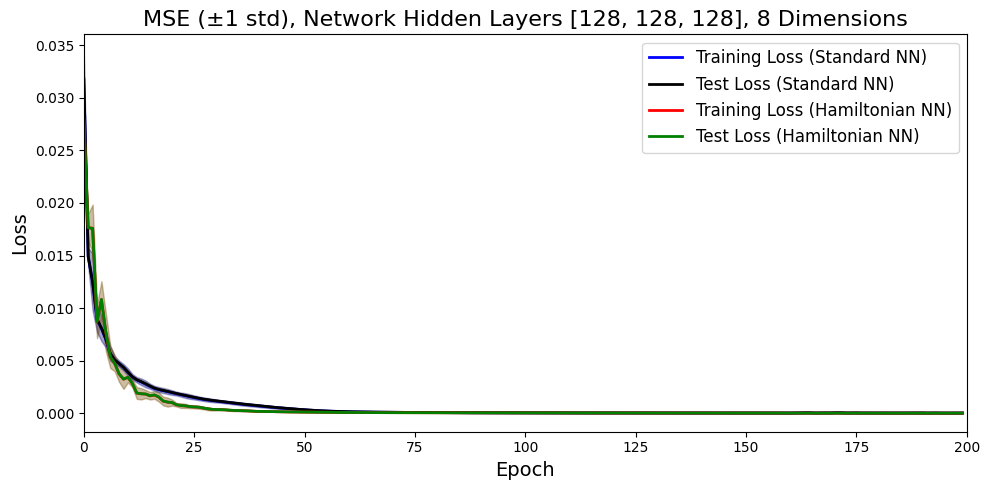 MSE (±1 std), Network Hidden Layers [128, 128, 128], 8 Dimensions
Training Loss (Standard NN)
Test Loss (Standard NN)
Training Loss (Hamiltonian NN)
Test Loss (Hamiltonian NN)
Loss
0.035
0.030
0.025
0.020
0.015
0.010
0.005
0.000
0 25 50 75 100 125 150 175 200
Epoch